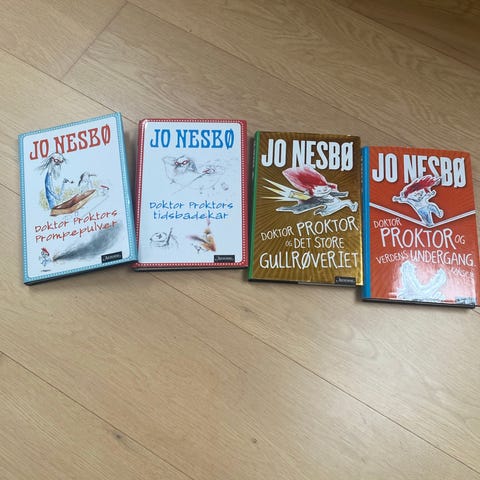 JO NESBØ
Doktor Proktors
Prompepulver
JO NESBØ
Doktor Proktors
tidsbadekar
JO NESBØ
DOKTOR PROKTOR
OG DET STORE
GULLRØVERIET
JO NESBØ
DOKTOR
PROKTOR OG
VERDENS UNDERGANG